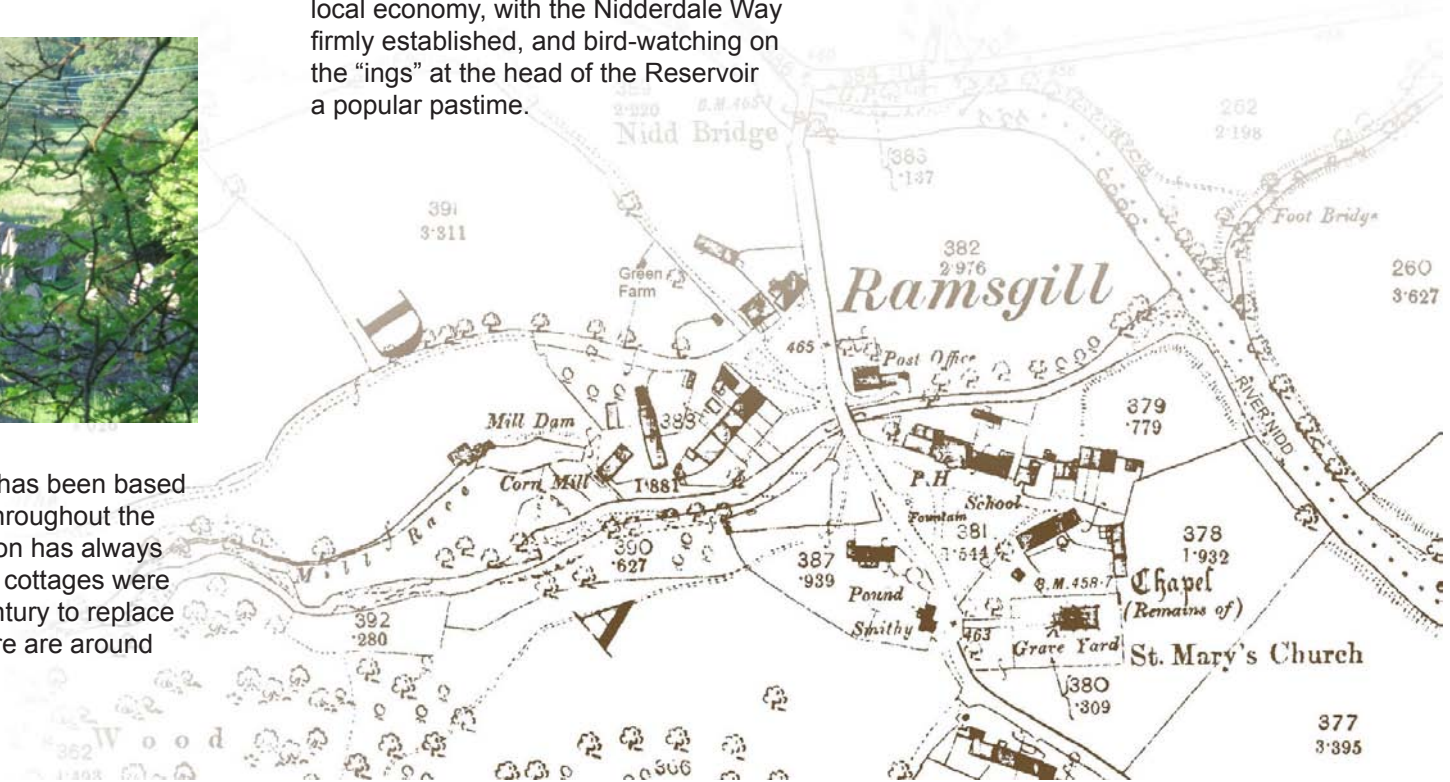 local economy, with the Nidderdale Way
firmly established, and bird-watching on
the “ings” at the head of the Reservoir
a popular pastime.
has been based
hroughout the
on has always
cottages were
ntury to replace
re are around
B.M. 465·1
Nidd Bridge
262
2·198
383
·137
391
3·311
Foot Bridge
382
2·976
260
3·627
Green
Farm
Ramsgill
D
465
Post Office
RIVER NIDD
379
·779
Mill Dam
383
1·881
Corn Mill
P.H
School
Fountain
381
1·544
378
1·932
Mill Race
390
·627
387
·939
B.M. 458·7
Chapel
(Remains of)
Pound
Smithy
463
Grave Yard
St. Mary's Church
392
·280
A
380
·309
377
3·395
362
Wood
366